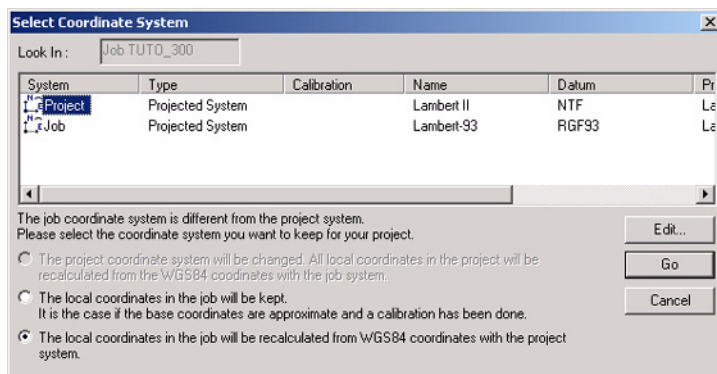 Select Coordinate System
Look In : Job TUTO_300
System Type Calibration Name Datum Pr
Project Projected System Lambert II NTF La
Job Projected System Lambert-93 RGF93 La
The job coordinate system is different from the project system.
Please select the coordinate system you want to keep for your project.
Edit...
The project coordinate system will be changed. All local coordinates in the project will be
recalculated from the WGS84 coodinates with the job system.
Go
The local coordinates in the job will be kept.
It is the case if the base coordinates are approximate and a calibration has been done.
Cancel
The local coordinates in the job will be recalculated from WGS84 coordinates with the project
system.